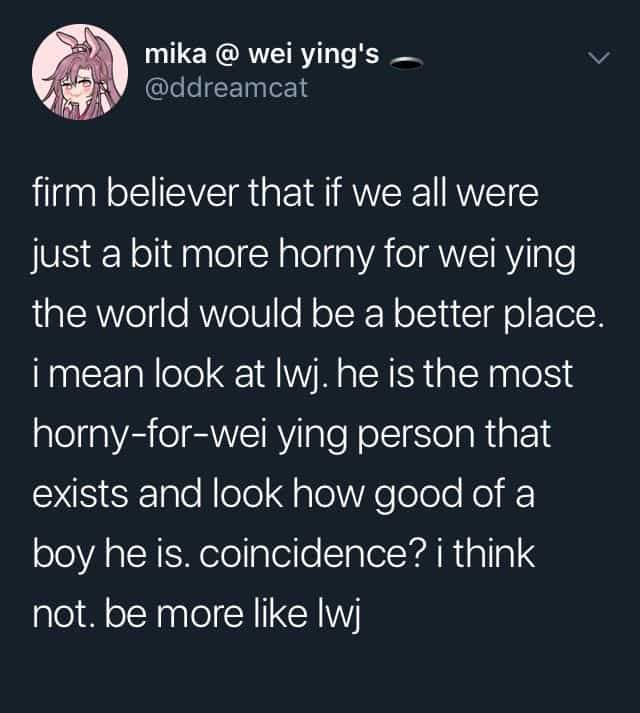 mika @ wei ying's 🕳️
@ddreamcat
firm believer that if we all were
just a bit more horny for wei ying
the world would be a better place.
i mean look at lwj. he is the most
horny-for-wei ying person that
exists and look how good of a
boy he is. coincidence? i think
not. be more like lwj